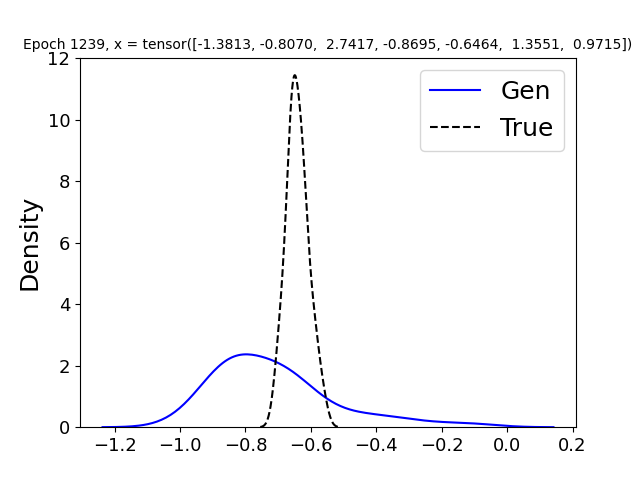 Epoch 1239, x = tensor([-1.3813, -0.8070,  2.7417, -0.8695, -0.6464,  1.3551,  0.9715])
12
10
8
6
4
2
0
Density
Gen
True
−1.2 −1.0 −0.8 −0.6 −0.4 −0.2 0.0 0.2